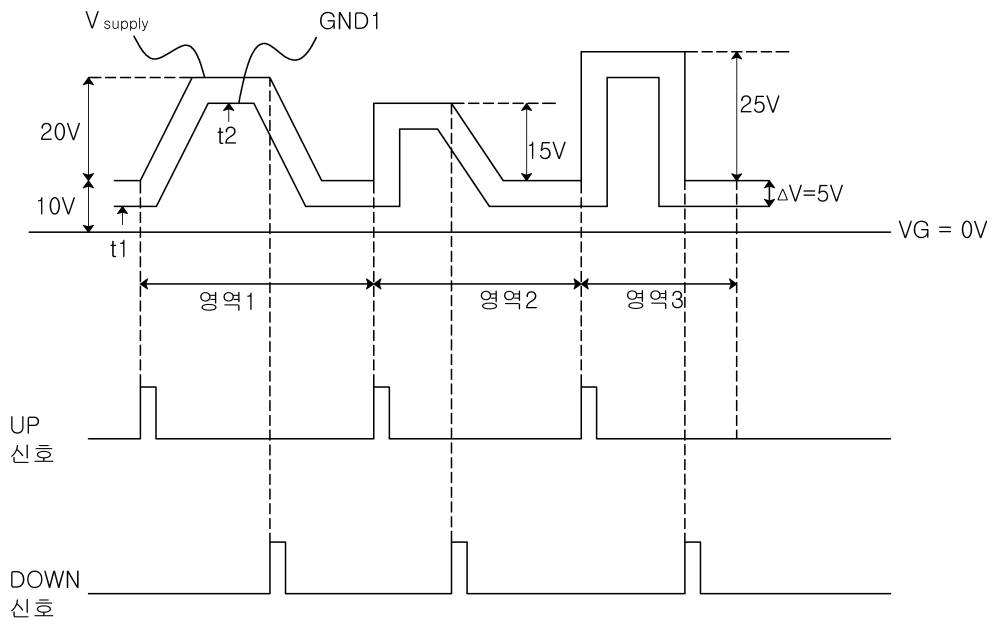 V supply
GND1
20V
t2
15V
25V
10V
t1
ΔV=5V
VG = 0V
영역1
영역2
영역3
UP
신호
DOWN
신호